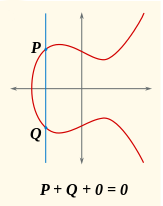 P
Q
P + Q + 0 = 0